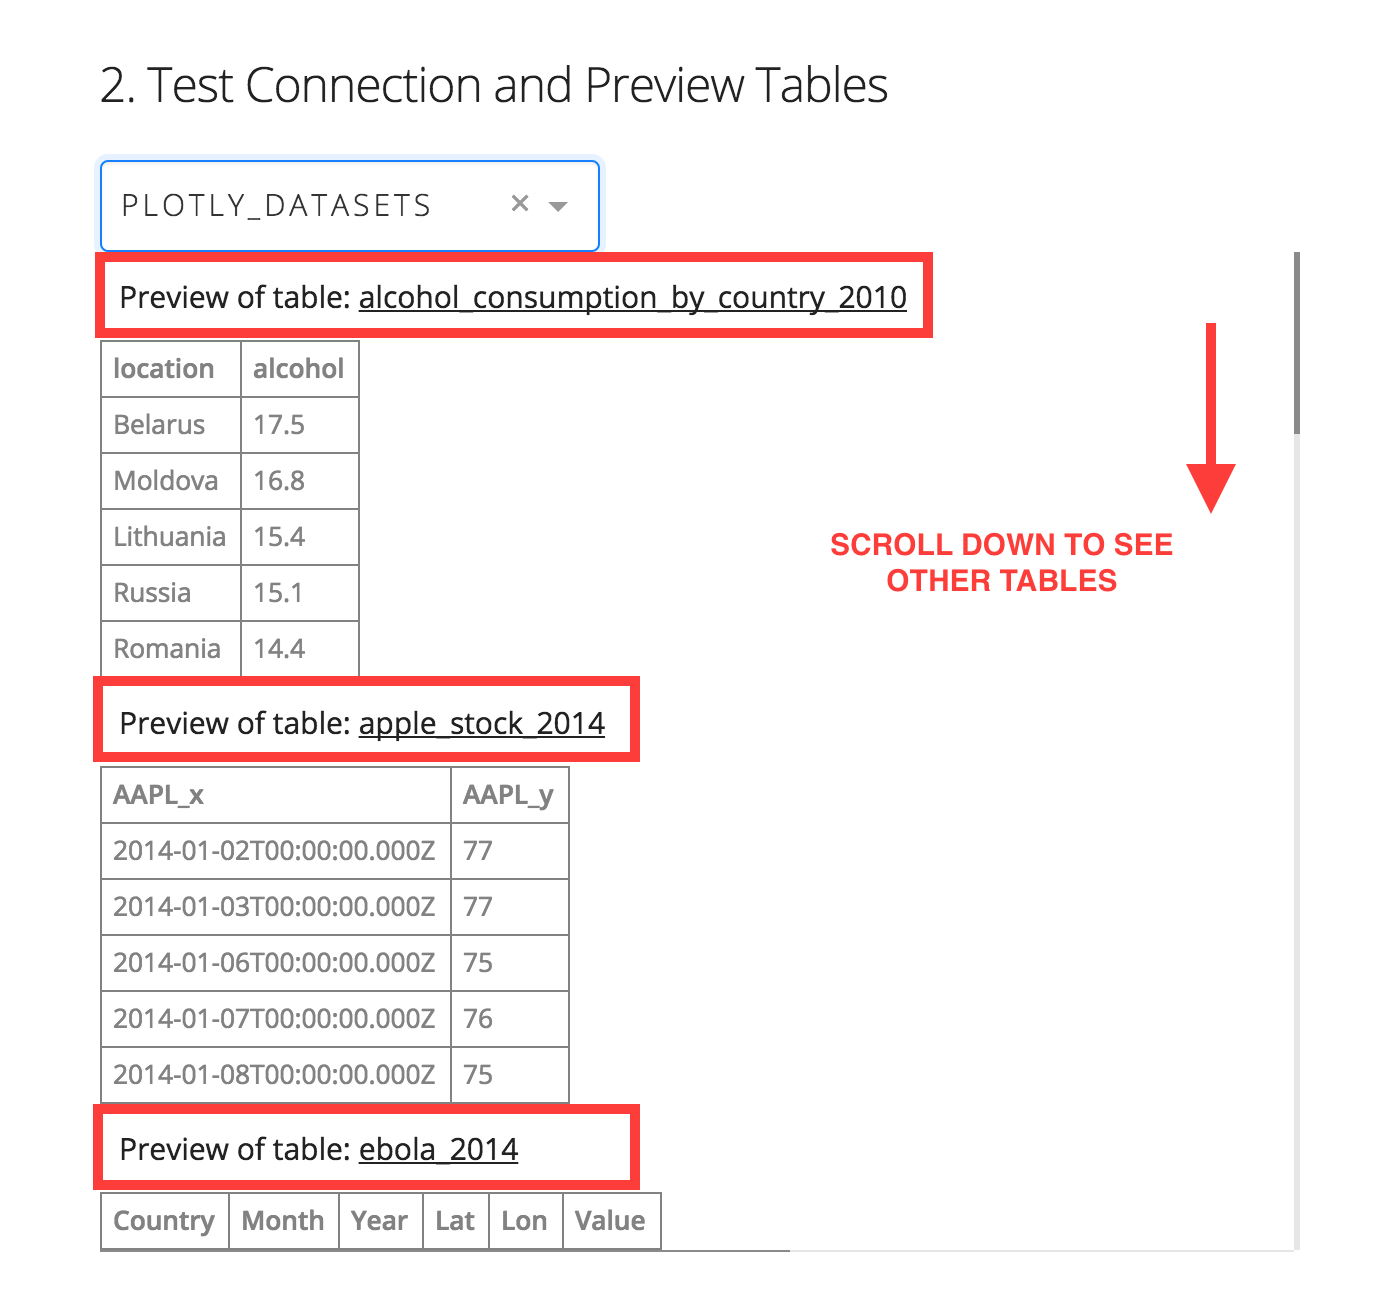 2. Test Connection and Preview Tables
PLOTLY_DATASETS
Preview of table: alcohol_consumption_by_country_2010
location alcohol
Belarus 17.5
Moldova 16.8
Lithuania 15.4
Russia 15.1
Romania 14.4
SCROLL DOWN TO SEE
OTHER TABLES
Preview of table: apple_stock_2014
AAPL_x AAPL_y
2014-01-02T00:00:00.000Z 77
2014-01-03T00:00:00.000Z 77
2014-01-06T00:00:00.000Z 75
2014-01-07T00:00:00.000Z 76
2014-01-08T00:00:00.000Z 75
Preview of table: ebola_2014
Country Month Year Lat Lon Value